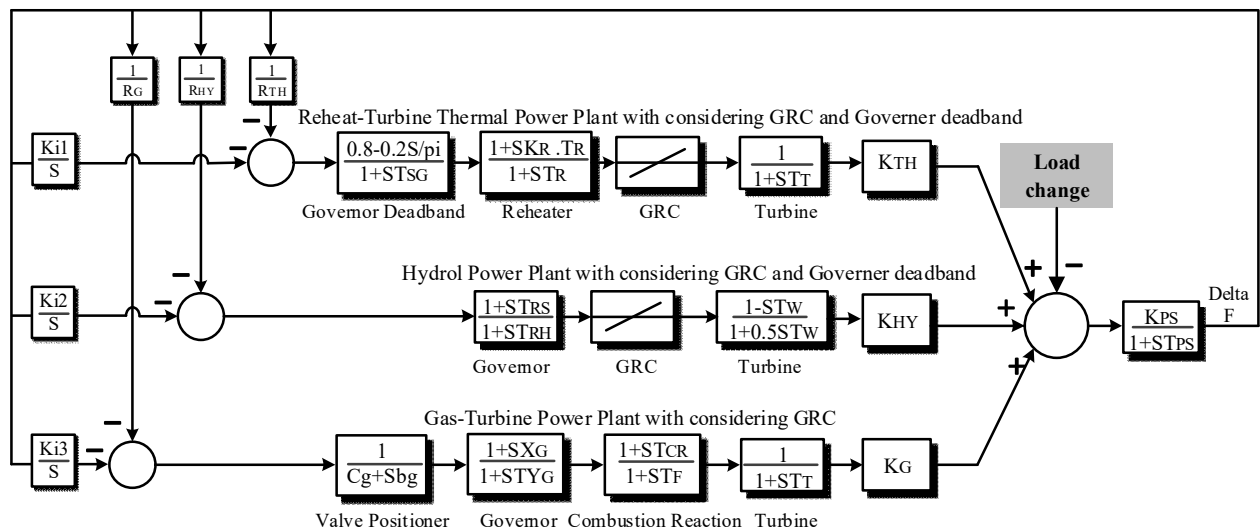 1
RG
1
RHY
1
RTH
Reheat-Turbine Thermal Power Plant with considering GRC and Governer deadband
Ki1
S
−
−
0.8-0.2S/pi
1+STSG
1+SKR .TR
1+STR
1
1+STT
KTH
Load
change
Governor Deadband
Reheater
GRC
Turbine
+
−
Hydrol Power Plant with considering GRC and Governer deadband
Ki2
S
−
−
1+STRS
1+STRH
1-STW
1+0.5STW
KHY
+
KPS
1+STPS
Delta
F
Governor
GRC
Turbine
+
Gas-Turbine Power Plant with considering GRC
Ki3
S
−
−
1
Cg+Sbg
1+SXG
1+STYG
1+STCR
1+STF
1
1+STT
KG
Valve Positioner
Governor
Combustion Reaction
Turbine